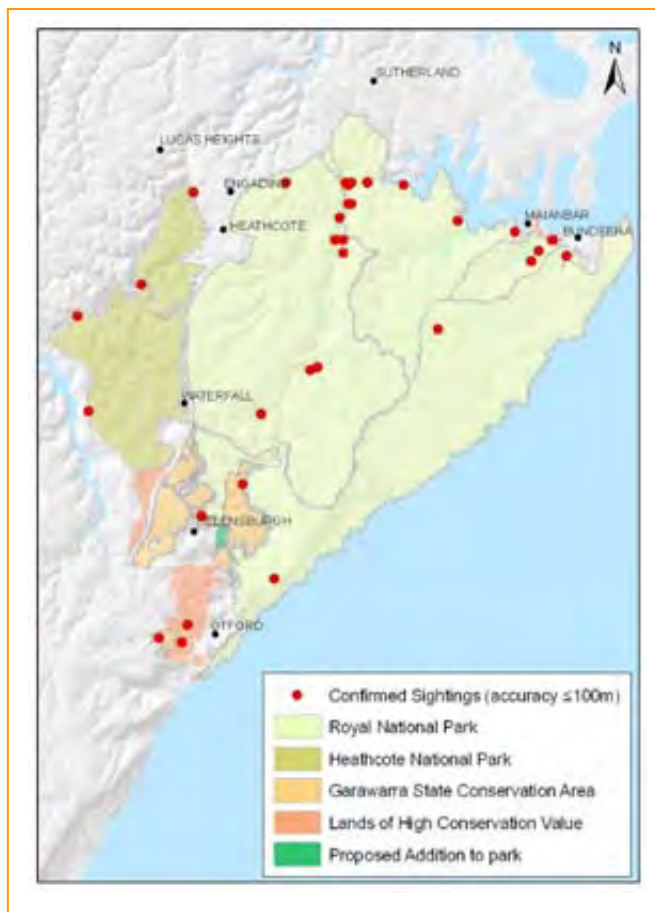 N
SUTHERLAND
LUCAS HEIGHTS
ENGADINE
HEATHCOTE
MAIANBAR
BUNDEENA
WATERFALL
HELENSBURGH
OTFORD
Confirmed Sightings (accuracy ≤100m)
Royal National Park
Heathcote National Park
Garawarra State Conservation Area
Lands of High Conservation Value
Proposed Addition to park